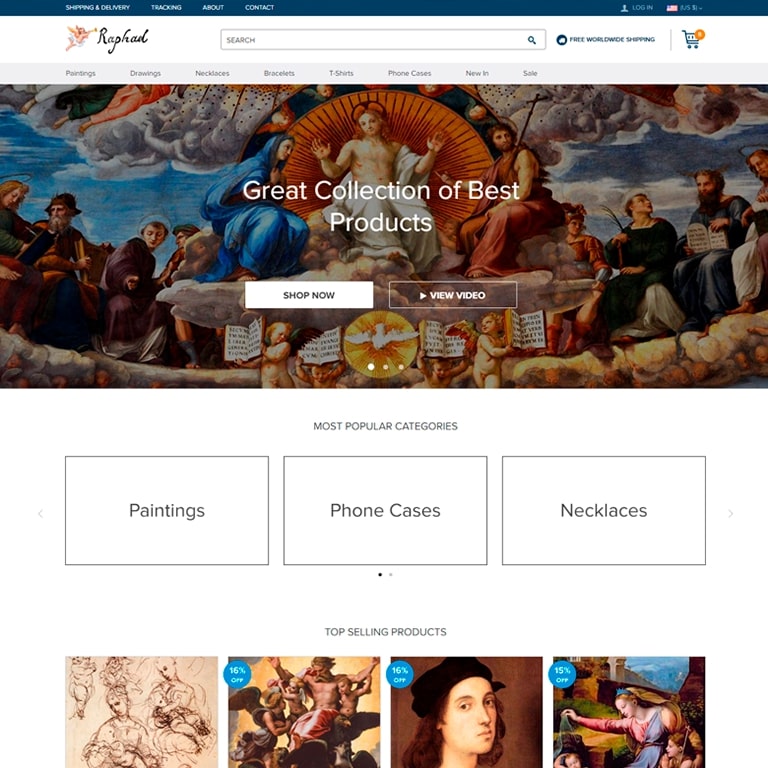 SHIPPING & DELIVERY TRACKING ABOUT CONTACT LOG IN (US $)
Raphael SEARCH FREE WORLDWIDE SHIPPING 0
Paintings Drawings Necklaces Bracelets T-Shirts Phone Cases New In Sale
Great Collection of Best
Products
SHOP NOW VIEW VIDEO
MOST POPULAR CATEGORIES
Paintings Phone Cases Necklaces
TOP SELLING PRODUCTS
16% 16% 15%
OFF OFF OFF